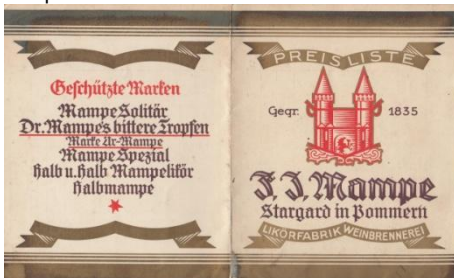 Geschützte Marken
Mampe Solitär
Dr. Mampe's bittere Tropfen
Marke Ur-Mampe
Mampe Spezial
Halb u. Halb Mampelikör
Halbmampe
PREISLISTE
Gegr. 1835
F. J. Mampe
Stargard in Pommern
LIKÖRFABRIK WEINBRENNEREI